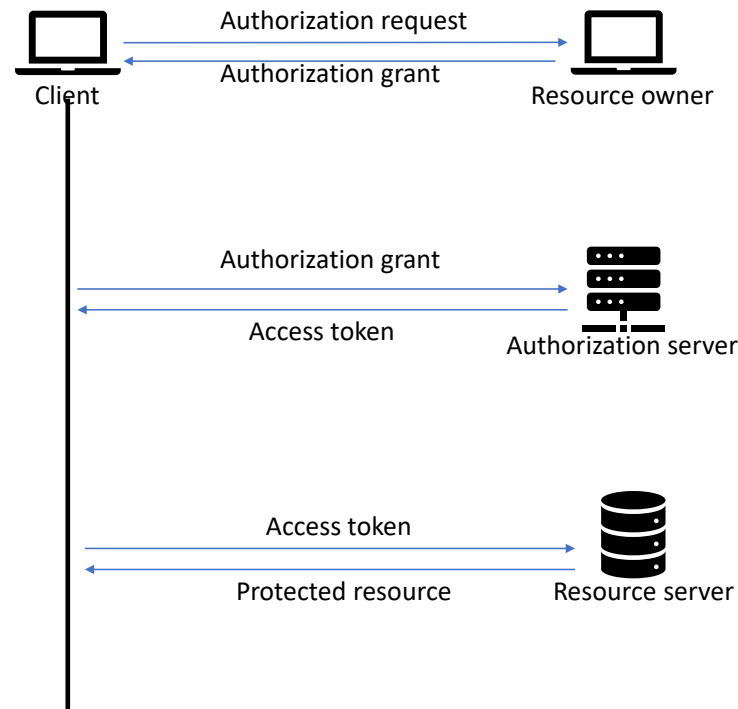 Authorization request
Authorization grant
Client
Resource owner
Authorization grant
Access token
Authorization server
Access token
Protected resource
Resource server